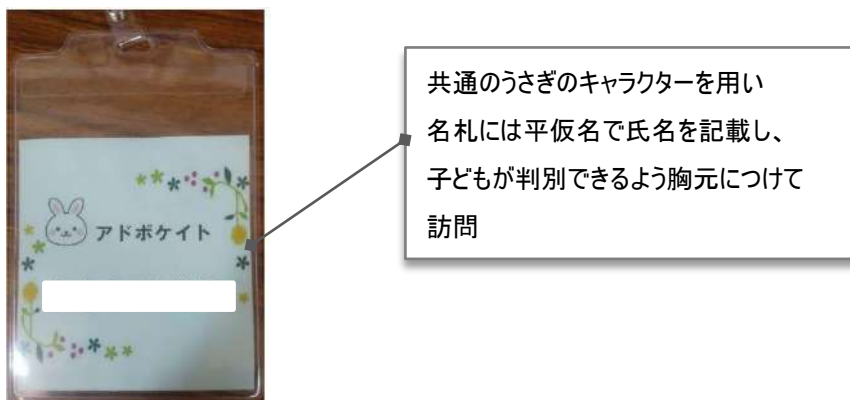 アドボケイト
共通のうさぎのキャラクターを用い
名札には平仮名で氏名を記載し、
子どもが判別できるよう胸元につけて
訪問